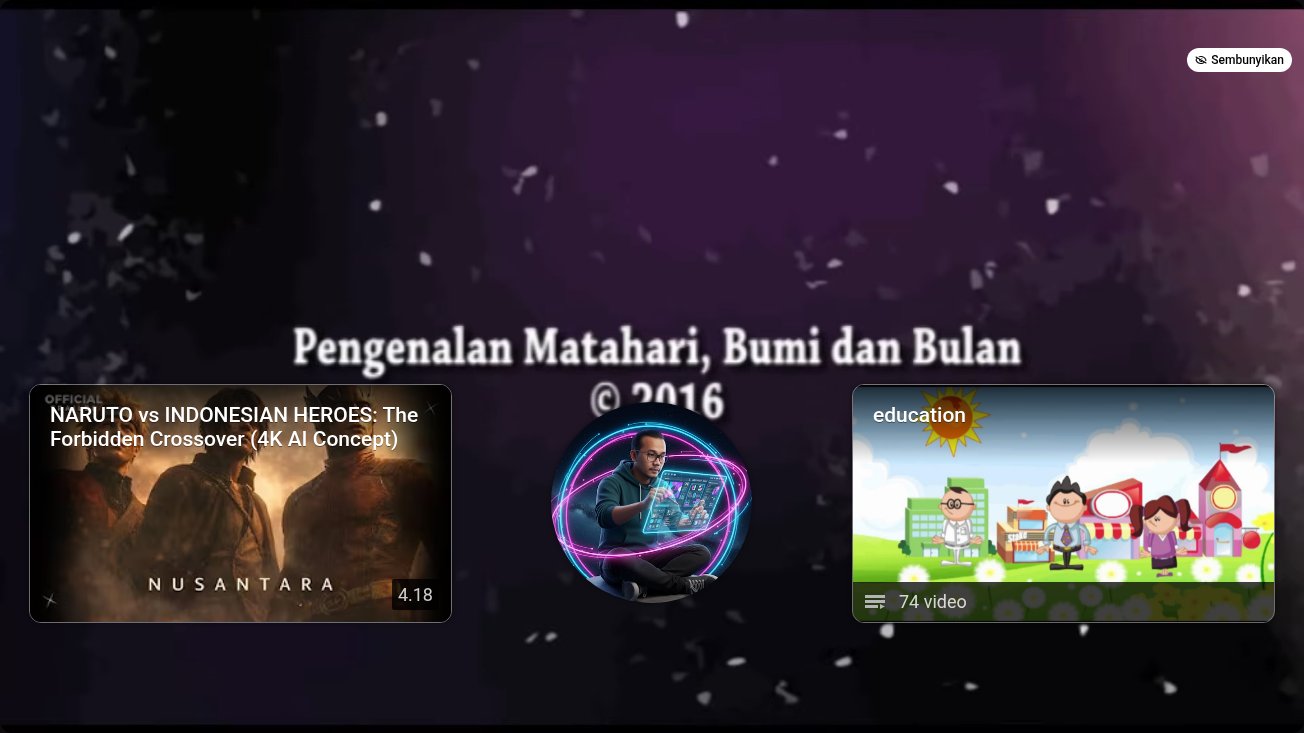 Sembunyikan
Pengenalan Matahari, Bumi dan Bulan
© 2016
OFFICIAL
NARUTO vs INDONESIAN HEROES: The
Forbidden Crossover (4K AI Concept)
NUSANTARA
4.18
education
STORE
74 video